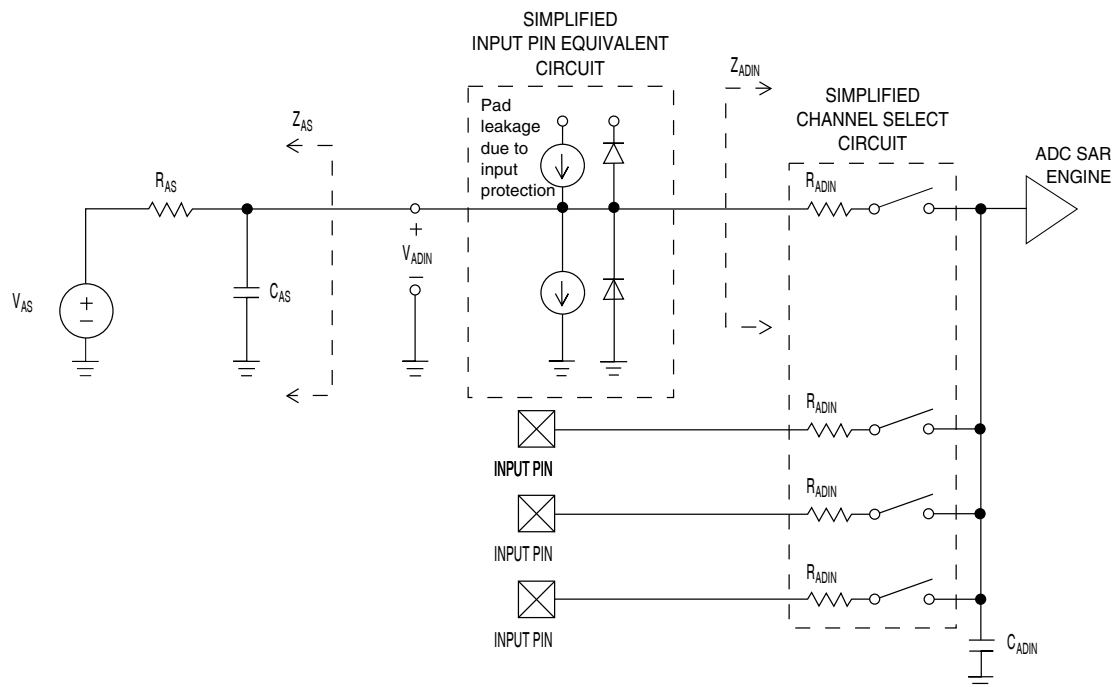 SIMPLIFIED
INPUT PIN EQUIVALENT
CIRCUIT
Pad
leakage
due to
input
protection
Z_AS
R_AS
V_AS
+
–
C_AS
+
V_ADIN
–
Z_ADIN
SIMPLIFIED
CHANNEL SELECT
CIRCUIT
R_ADIN
ADC SAR
ENGINE
INPUT PIN
R_ADIN
INPUT PIN
R_ADIN
INPUT PIN
R_ADIN
C_ADIN